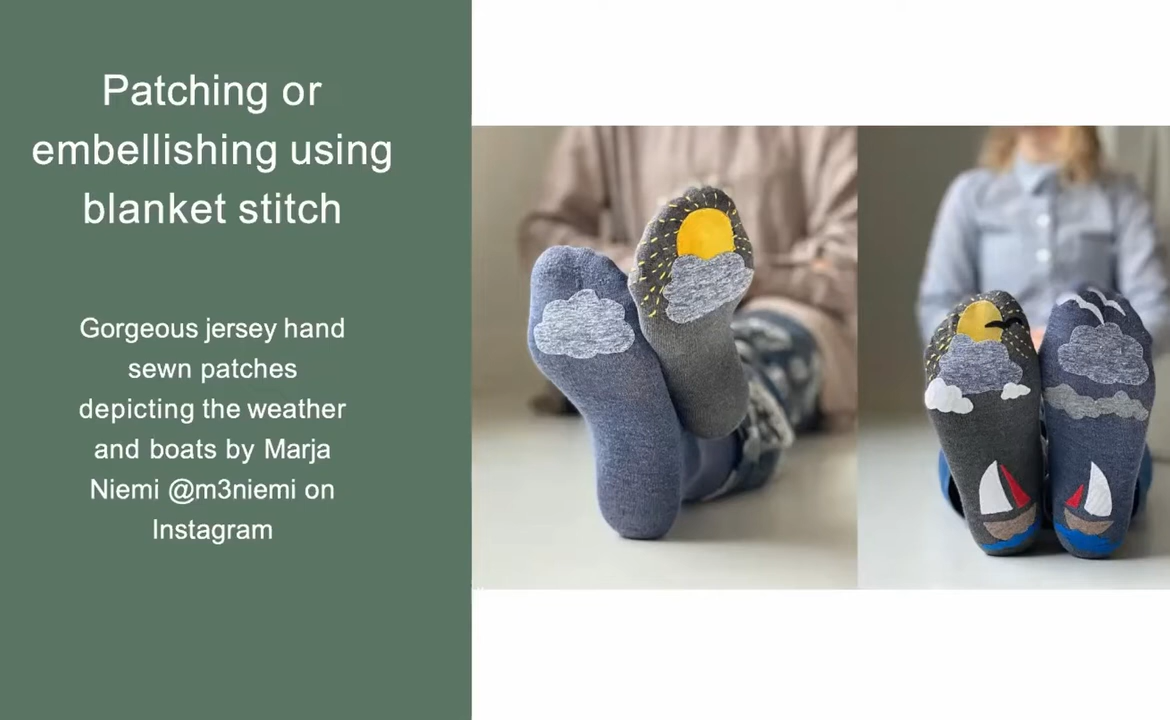 Patching or
embellishing using
blanket stitch
Gorgeous jersey hand
sewn patches
depicting the weather
and boats by Marja
Niemi @m3niemi on
Instagram